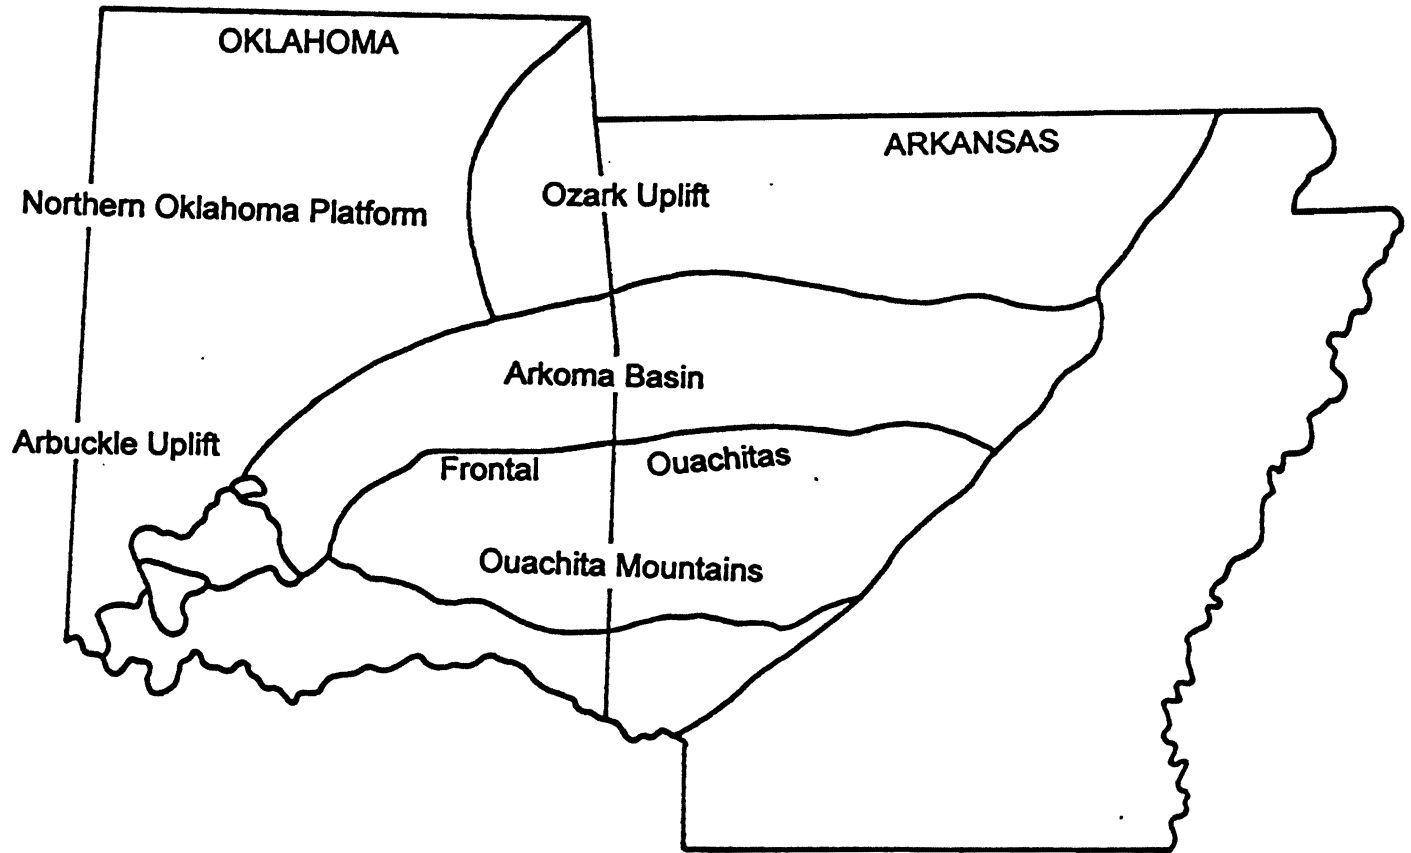 OKLAHOMA
ARKANSAS
Northern Oklahoma Platform
Ozark Uplift
Arkoma Basin
Arbuckle Uplift
Frontal Ouachitas
Ouachita Mountains